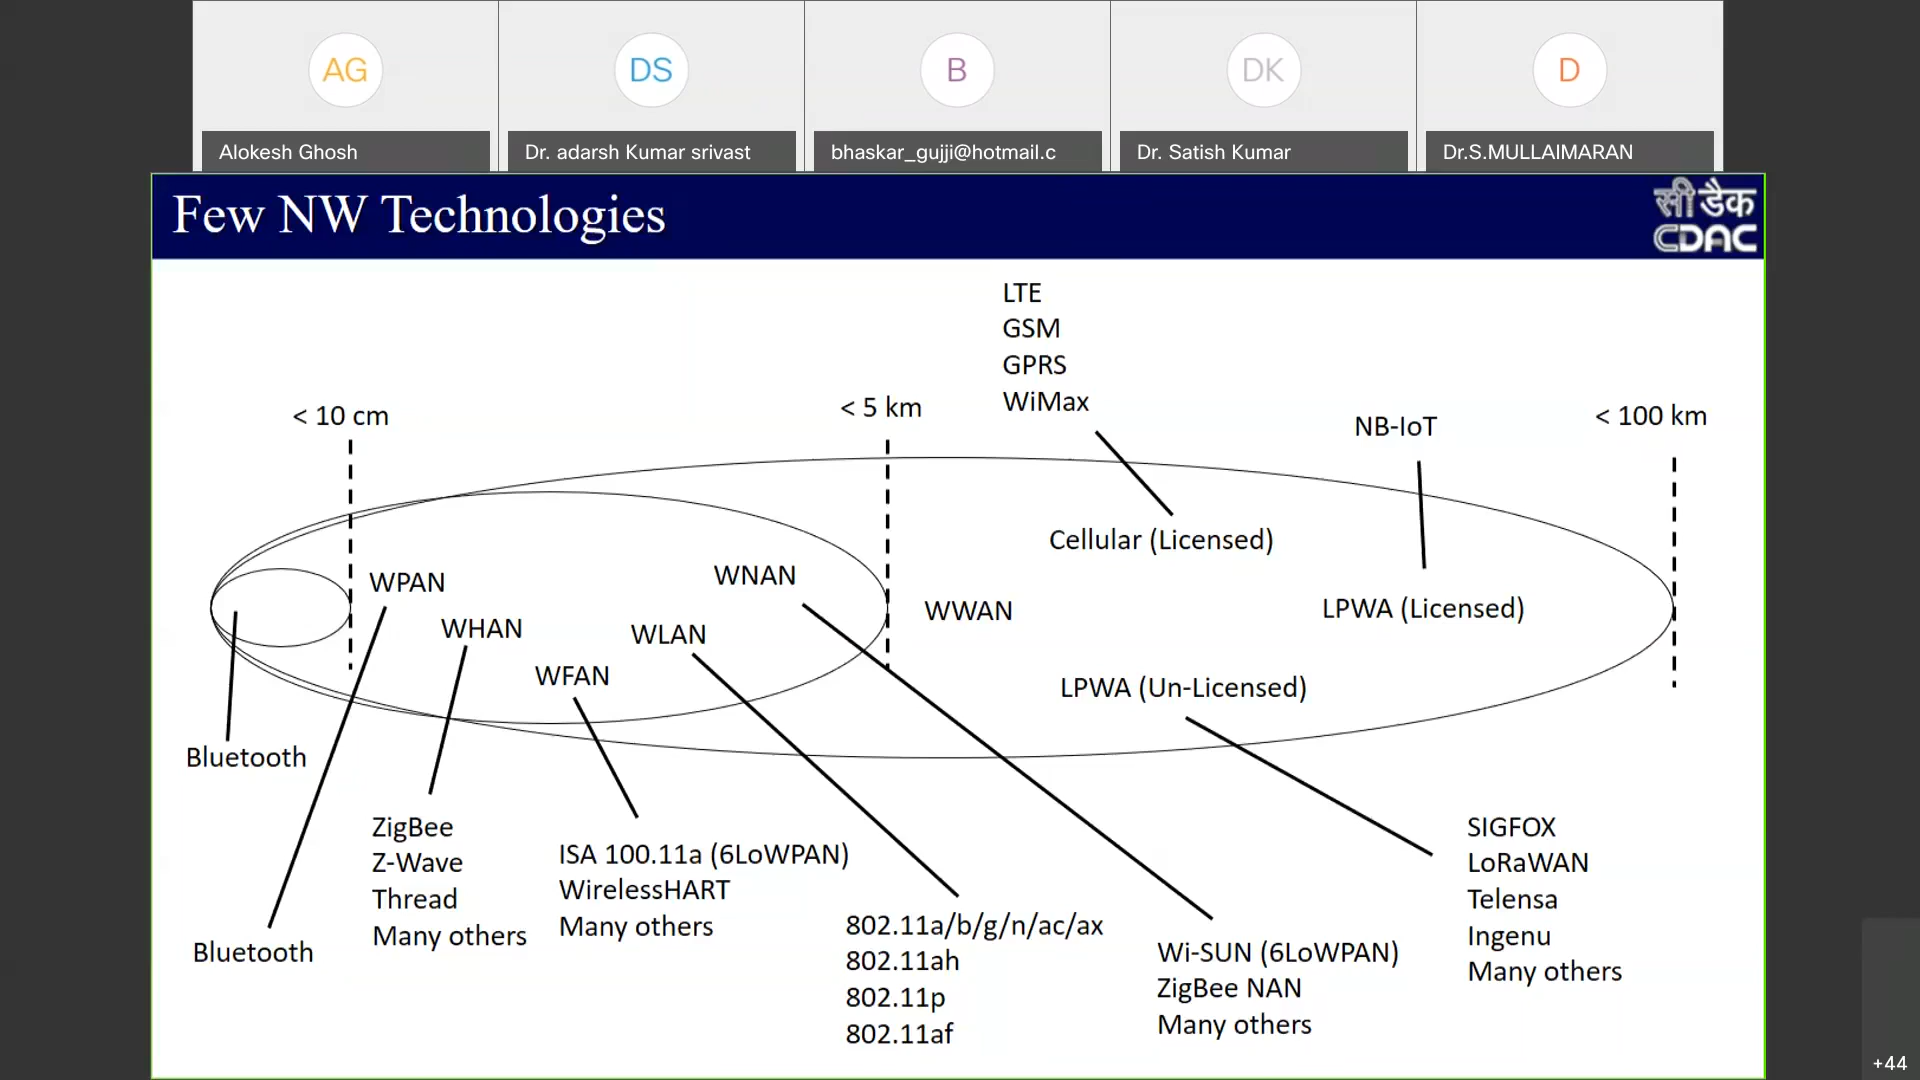 AG
DS
B
DK
D
Alokesh Ghosh
Dr. adarsh Kumar srivast
bhaskar_gujji@hotmail.c
Dr. Satish Kumar
Dr.S.MULLAIMARAN
Few NW Technologies
सी डैक
CDAC
LTE
GSM
GPRS
WiMax
< 10 cm
< 5 km
NB-IoT
< 100 km
Cellular (Licensed)
WPAN
WNAN
WHAN
WLAN
WWAN
LPWA (Licensed)
WFAN
LPWA (Un-Licensed)
Bluetooth
Bluetooth
ZigBee
Z-Wave
Thread
Many others
ISA 100.11a (6LoWPAN)
WirelessHART
Many others
802.11a/b/g/n/ac/ax
802.11ah
802.11p
802.11af
Wi-SUN (6LoWPAN)
ZigBee NAN
Many others
SIGFOX
LoRaWAN
Telensa
Ingenu
Many others
+44